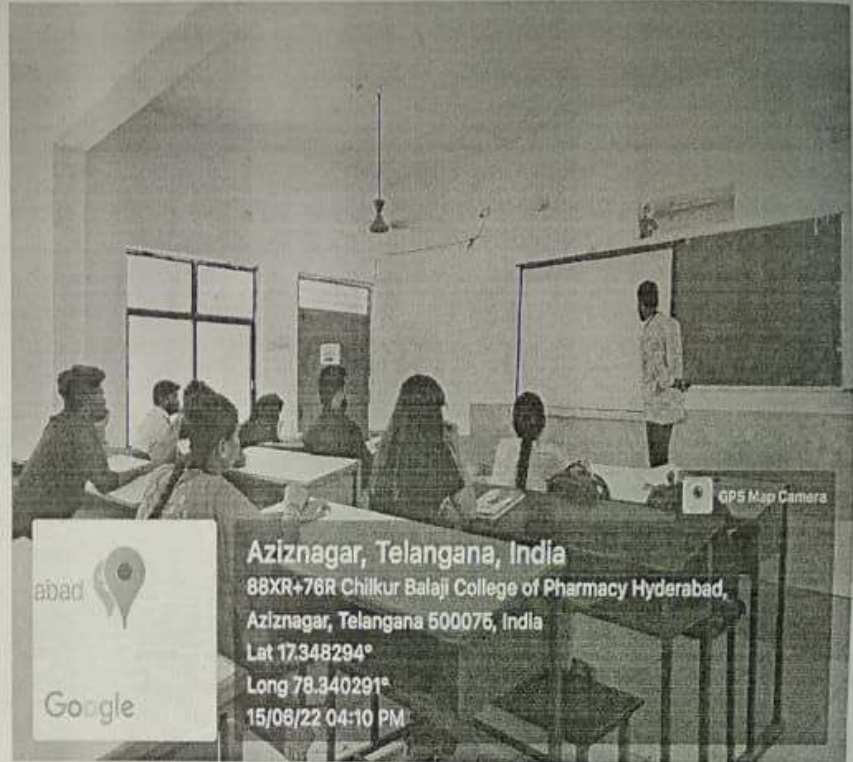 GPS Map Camera
Aziznagar, Telangana, India
88XR+76R Chilkur Balaji College of Pharmacy Hyderabad,
Aziznagar, Telangana 500075, India
Lat 17.348294°
Long 78.340291°
15/06/22 04:10 PM
abad
Google